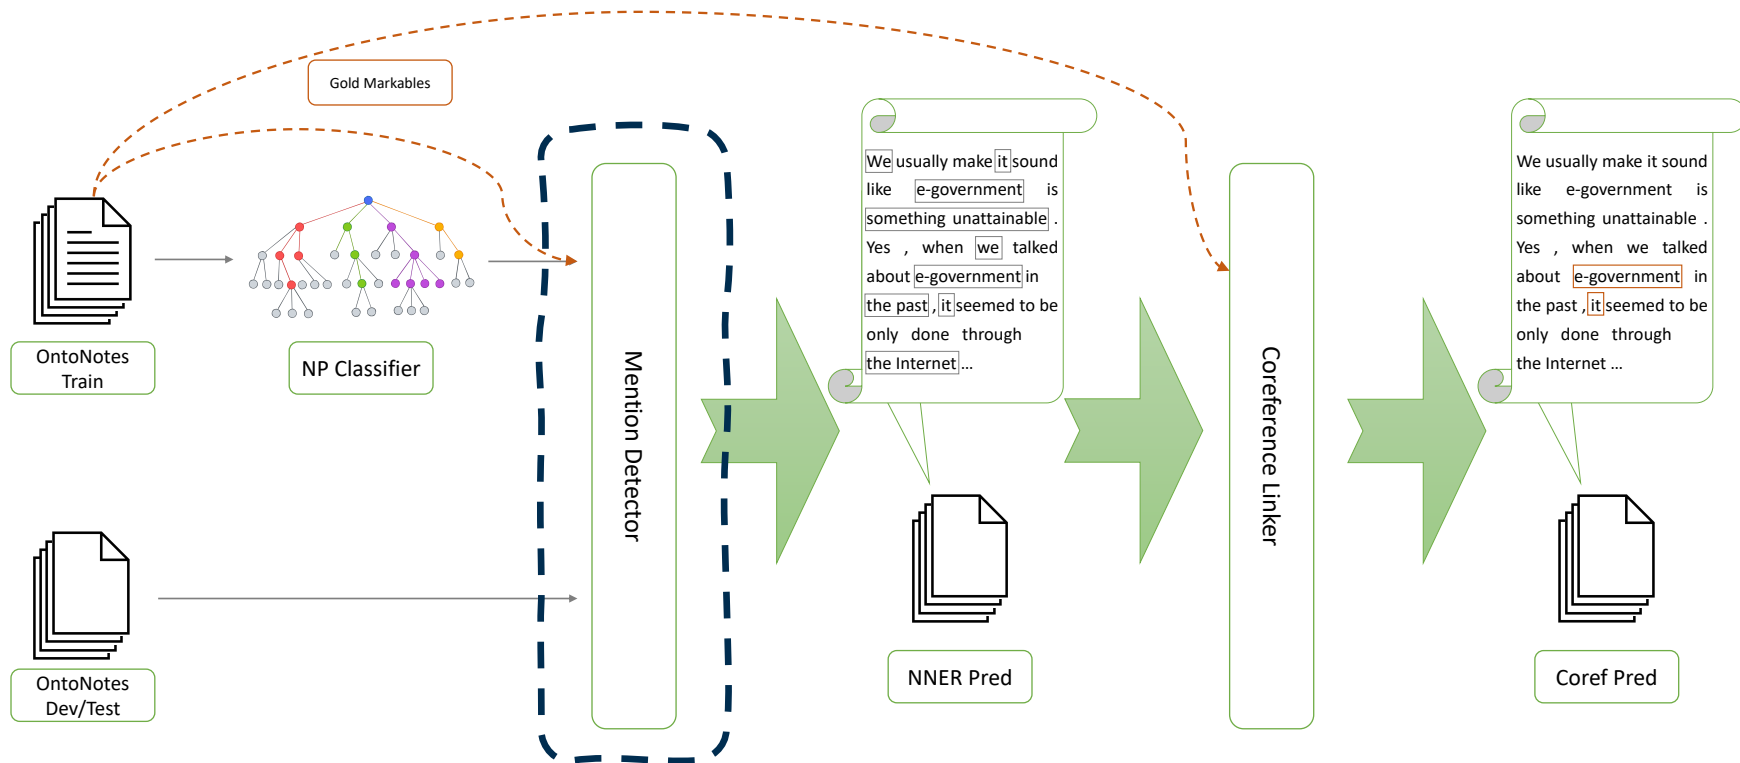 Gold Markables
OntoNotes
Train
NP Classifier
OntoNotes
Dev/Test
Mention Detector
We usually make it sound
like e-government is
something unattainable .
Yes , when we talked
about e-government in
the past , it seemed to be
only done through
the Internet ...
NNER Pred
Coreference Linker
We usually make it sound
like e-government is
something unattainable .
Yes , when we talked
about e-government in
the past , it seemed to be
only done through
the Internet ...
Coref Pred